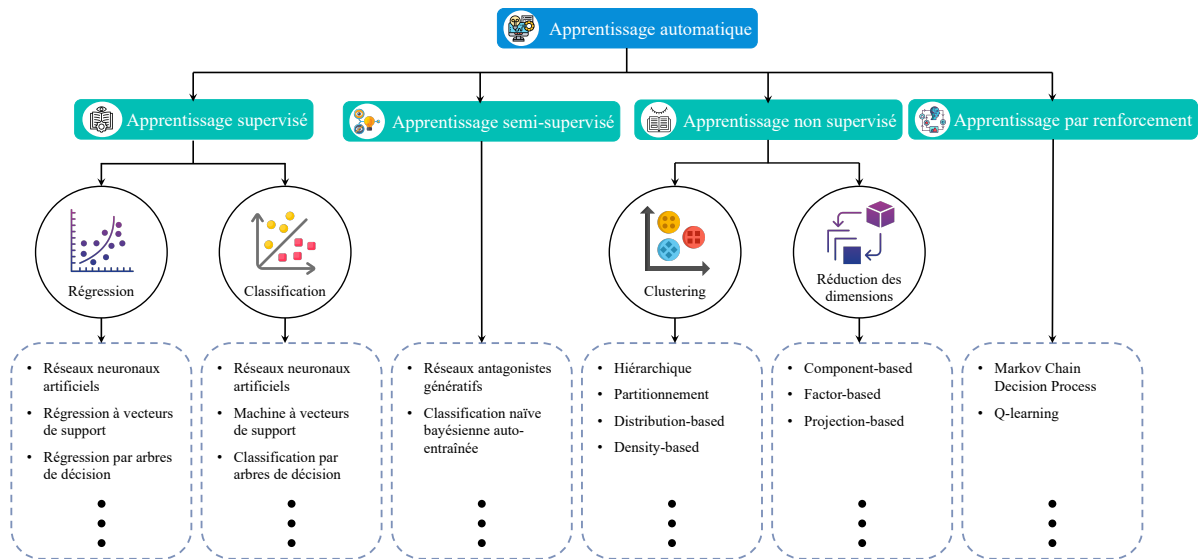 Apprentissage automatique
Apprentissage supervisé
Apprentissage semi-supervisé
Apprentissage non supervisé
Apprentissage par renforcement
Régression
Classification
Clustering
Réduction des
dimensions
• Réseaux neuronaux
artificiels
• Régression à vecteurs
de support
• Régression par arbres
de décision
• Réseaux neuronaux
artificiels
• Machine à vecteurs
de support
• Classification par
arbres de décision
• Réseaux antagonistes
génératifs
• Classification naïve
bayésienne auto-
entraînée
• Hiérarchique
• Partitionnement
• Distribution-based
• Density-based
• Component-based
• Factor-based
• Projection-based
• Markov Chain
Decision Process
• Q-learning